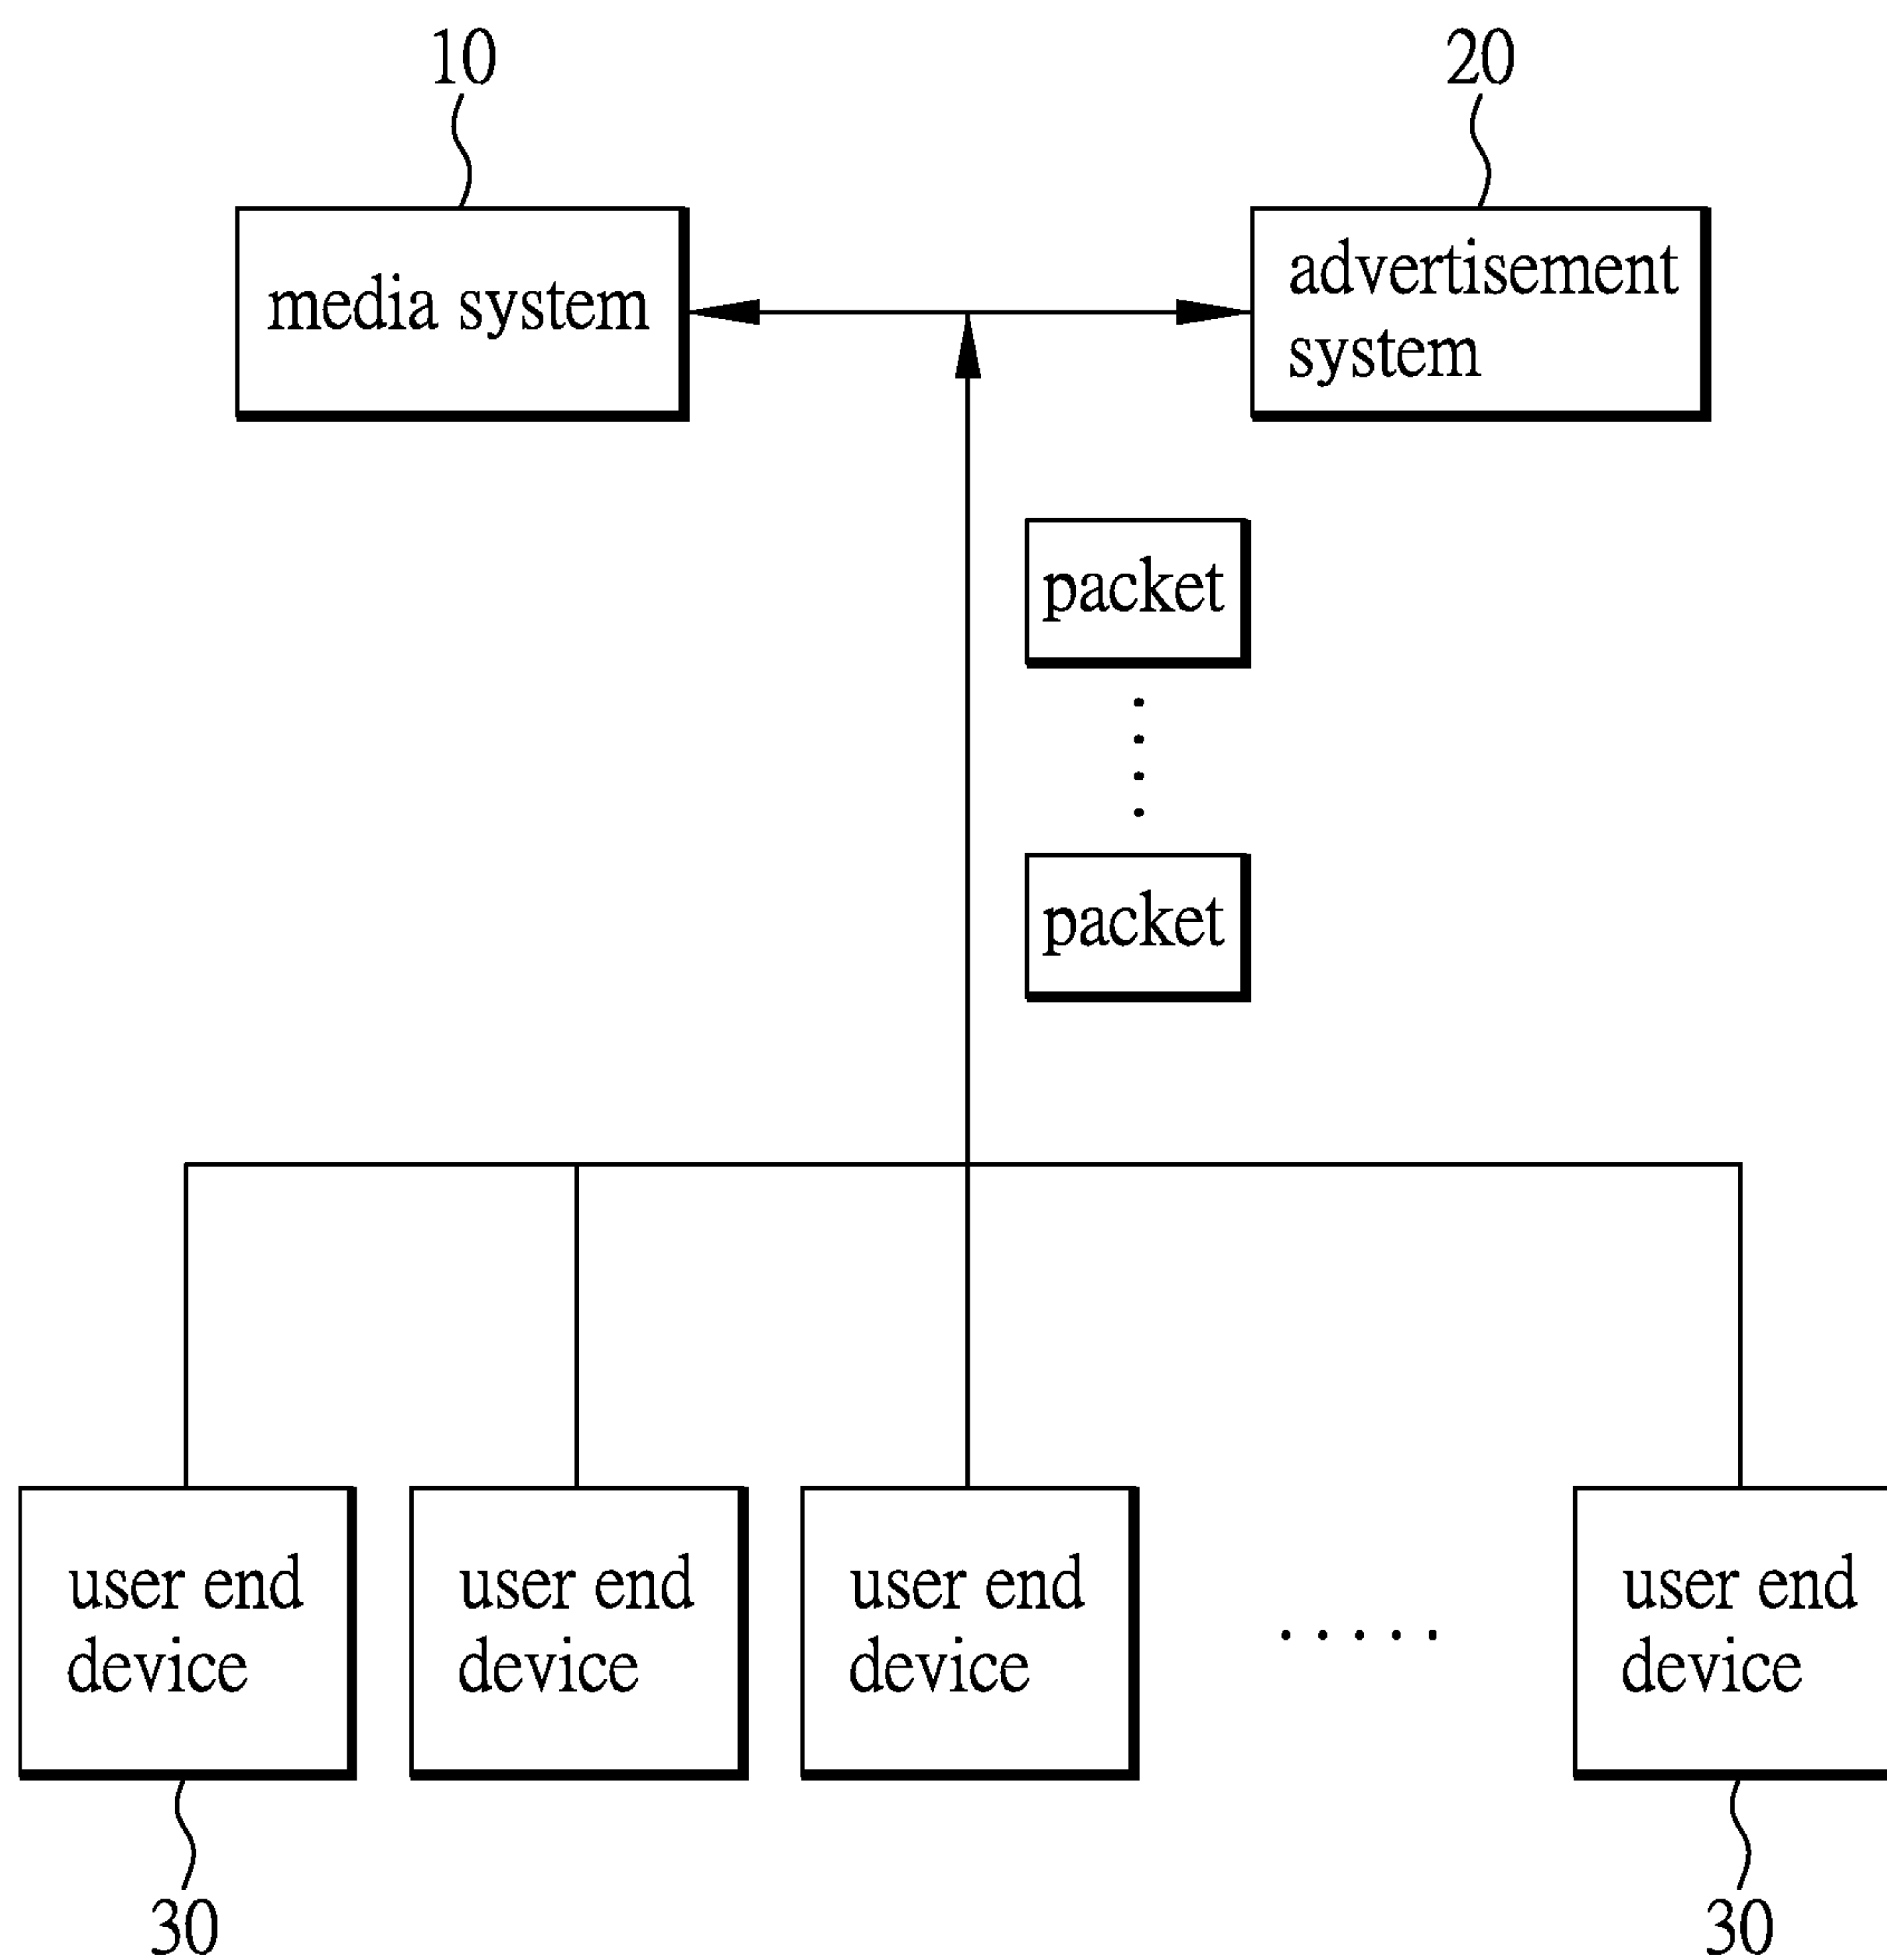 10
20
media system
advertisement
system
packet
packet
user end
device
user end
device
user end
device
user end
device
30
30